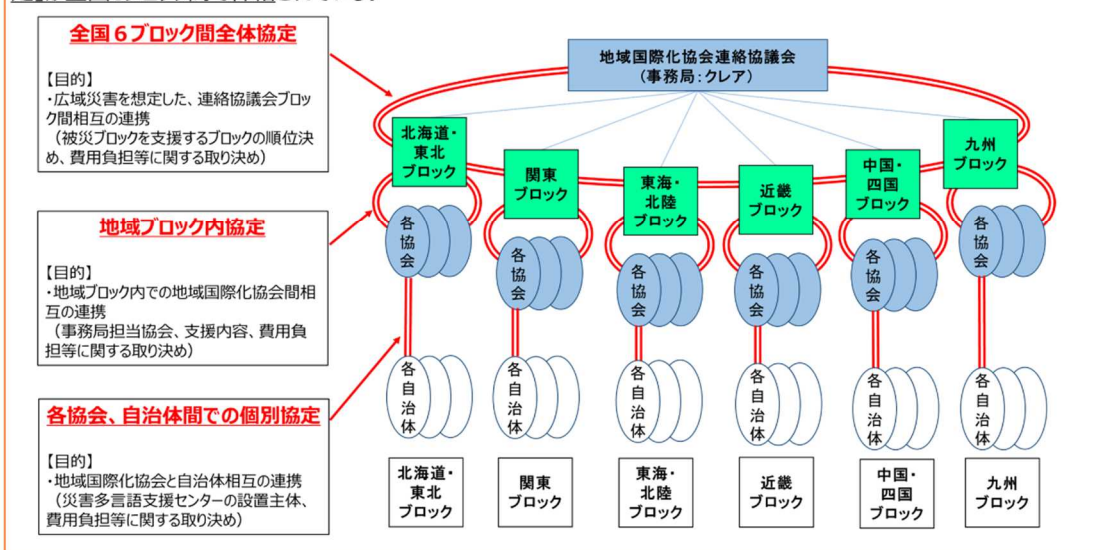 全国６ブロック間全体協定
【目的】
・広域災害を想定した、連絡協議会ブロッ
ク間相互の連携
（被災ブロックを支援するブロックの順位決
め、費用負担等に関する取り決め）
地域ブロック内協定
【目的】
・地域ブロック内での地域国際化協会間相
互の連携
（事務局担当協会、支援内容、費用負
担等に関する取り決め）
各協会、自治体間での個別協定
【目的】
・地域国際化協会と自治体相互の連携
（災害多言語支援センターの設置主体、
費用負担等に関する取り決め）
地域国際化協会連絡協議会
（事務局：クレア）
北海道・
東北
ブロック
関東
ブロック
東海・
北陸
ブロック
近畿
ブロック
中国・
四国
ブロック
九州
ブロック
各協会
各協会
各協会
各協会
各協会
各協会
各自治体
各自治体
各自治体
各自治体
各自治体
各自治体
北海道・
東北
ブロック
関東
ブロック
東海・
北陸
ブロック
近畿
ブロック
中国・
四国
ブロック
九州
ブロック